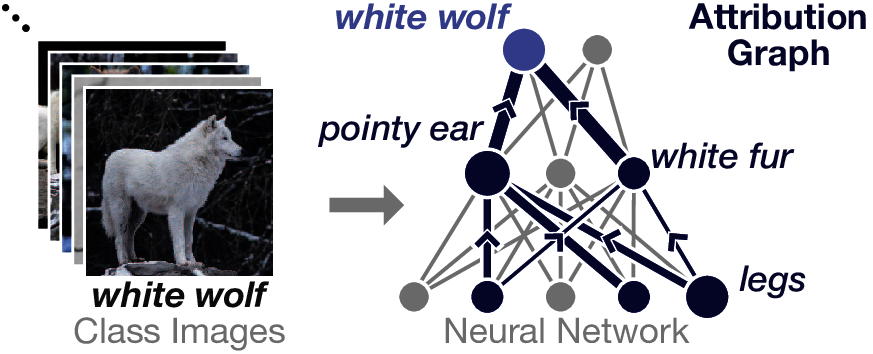 white wolf
Attribution
Graph
pointy ear
white fur
legs
white wolf
Class Images
Neural Network